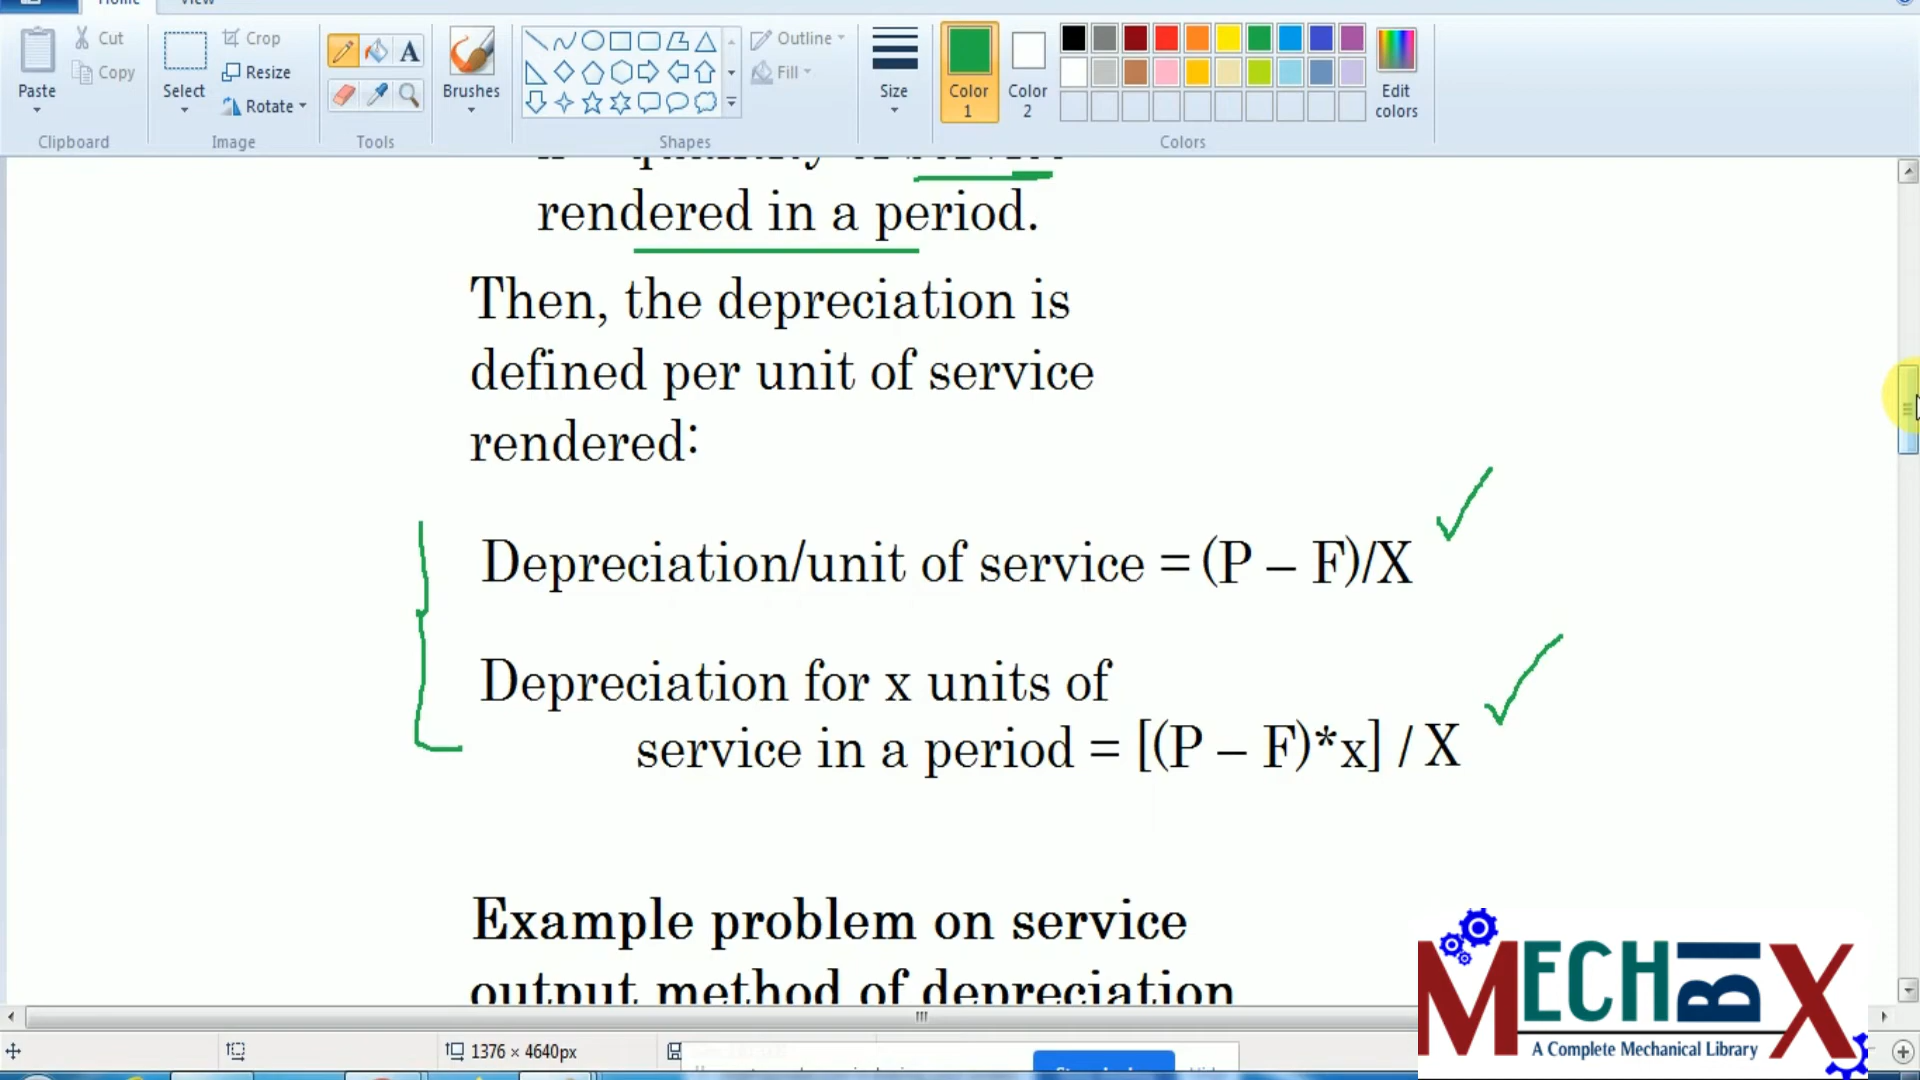 Home View
Paste
Cut
Copy
Clipboard
Select
Crop
Resize
Rotate
Image
A
Tools
Brushes
Shapes
Outline
Fill
Size
Color
1
Color
2
Edit
colors
Colors
service
rendered in a period.
Then, the depreciation is
defined per unit of service
rendered:
Depreciation/unit of service = (P – F)/X
Depreciation for x units of
service in a period = [(P – F)*x] / X
Example problem on service
output method of depreciation
MECHBIX
A Complete Mechanical Library
1376 × 4640px